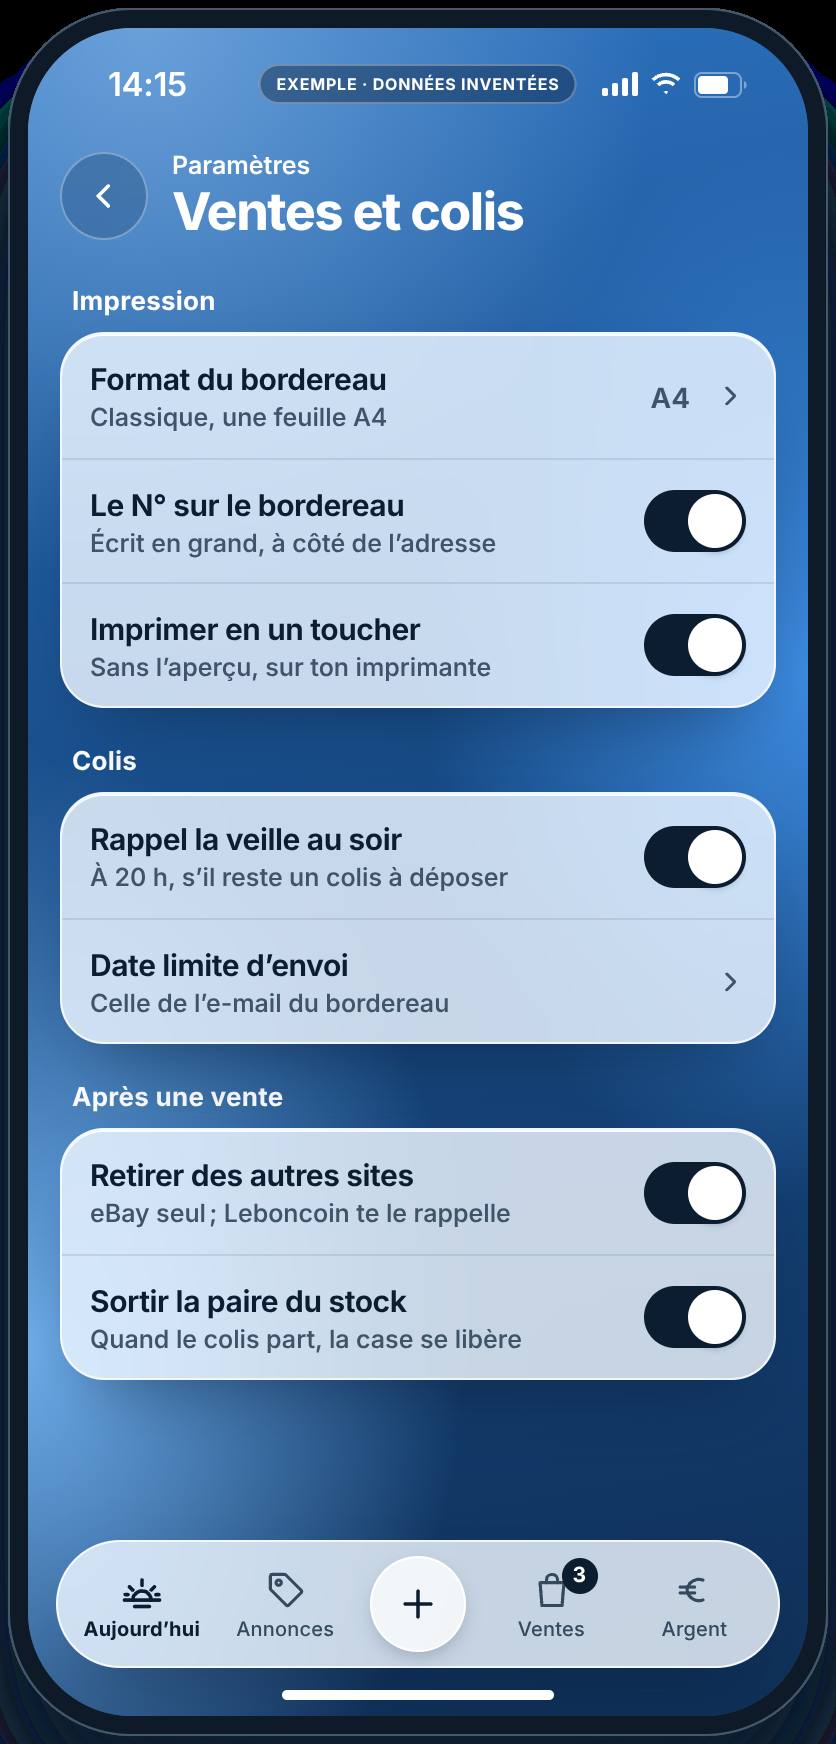 14:15
EXEMPLE · DONNÉES INVENTÉES
Paramètres
Ventes et colis
Impression
Format du bordereau
Classique, une feuille A4
A4
Le N° sur le bordereau
Écrit en grand, à côté de l’adresse
Imprimer en un toucher
Sans l’aperçu, sur ton imprimante
Colis
Rappel la veille au soir
À 20 h, s’il reste un colis à déposer
Date limite d’envoi
Celle de l’e-mail du bordereau
Après une vente
Retirer des autres sites
eBay seul ; Leboncoin te le rappelle
Sortir la paire du stock
Quand le colis part, la case se libère
3
Aujourd’hui
Annonces
Ventes
Argent